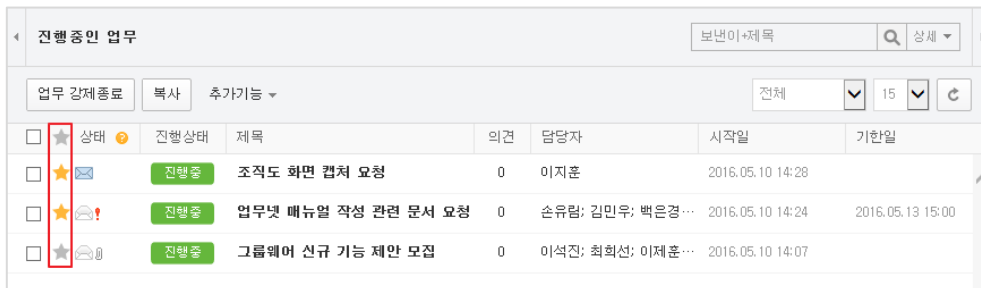 진행중인 업무
보낸이+제목
상세
업무 강제종료
복사
추가기능
전체
15
상태
진행상태
제목
의견
담당자
시작일
기한일
진행중
조직도 화면 캡처 요청
0
이지훈
2016.05.10 14:28
진행중
업무넷 매뉴얼 작성 관련 문서 요청
0
손유림; 김민우; 백은경…
2016.05.10 14:24
2016.05.13 15:00
진행중
그룹웨어 신규 기능 제안 모집
0
이석진; 최희선; 이제훈…
2016.05.10 14:07